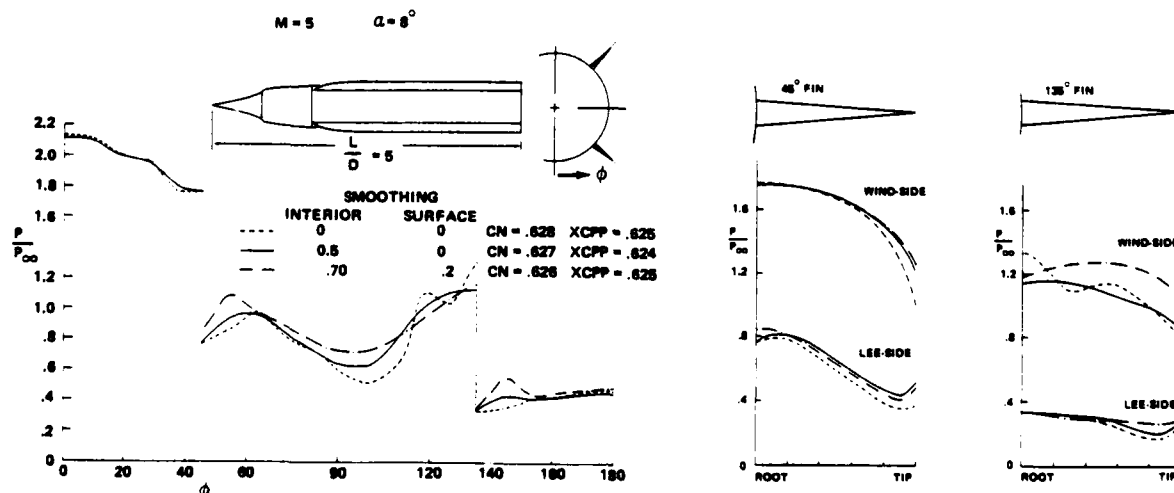 M = 5 α = 8°
L/D = 5
φ
SMOOTHING
INTERIOR SURFACE
0 0 CN = .628 XCPP = .625
0.5 0 CN = .627 XCPP = .624
.70 .2 CN = .626 XCPP = .625
P/P∞
2.2
2.0
1.8
1.6
1.2
1.0
.8
.6
.4
.2
0
0 20 40 60 90 120 140 160 180
φ
45° FIN
WIND-SIDE
LEE-SIDE
P/P∞
1.6
1.2
.8
.4
0
ROOT TIP
135° FIN
WIND-SIDE
LEE-SIDE
P/P∞
1.6
1.2
.8
.4
0
ROOT TIP